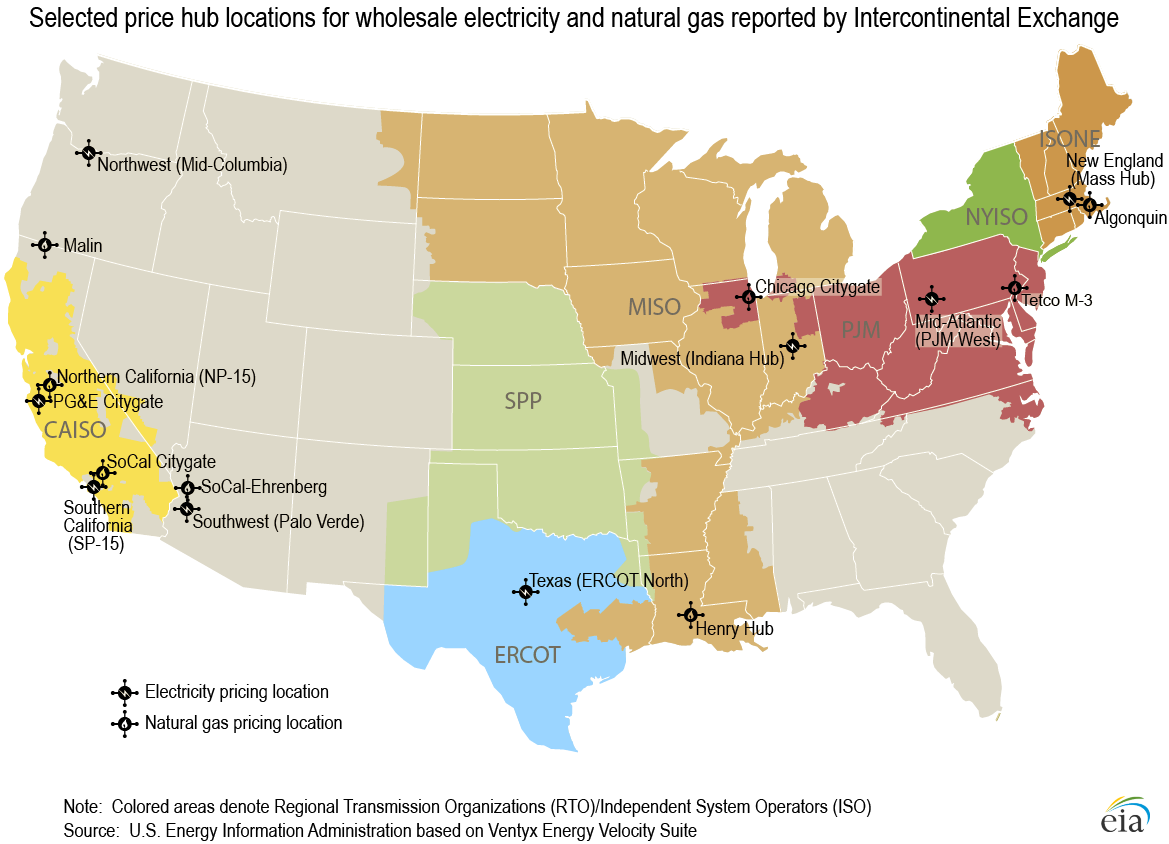 Selected price hub locations for wholesale electricity and natural gas reported by Intercontinental Exchange
ISONE
New England
(Mass Hub)
Algonquin
NYISO
Northwest (Mid-Columbia)
Malin
Chicago Citygate
MISO
Tetco M-3
PJM
Mid-Atlantic
(PJM West)
Midwest (Indiana Hub)
Northern California (NP-15)
PG&E Citygate
CAISO
SPP
SoCal Citygate
SoCal-Ehrenberg
Southern
California
(SP-15)
Southwest (Palo Verde)
Texas (ERCOT North)
Henry Hub
ERCOT
Electricity pricing location
Natural gas pricing location
Note: Colored areas denote Regional Transmission Organizations (RTO)/Independent System Operators (ISO)
Source: U.S. Energy Information Administration based on Ventyx Energy Velocity Suite
eia